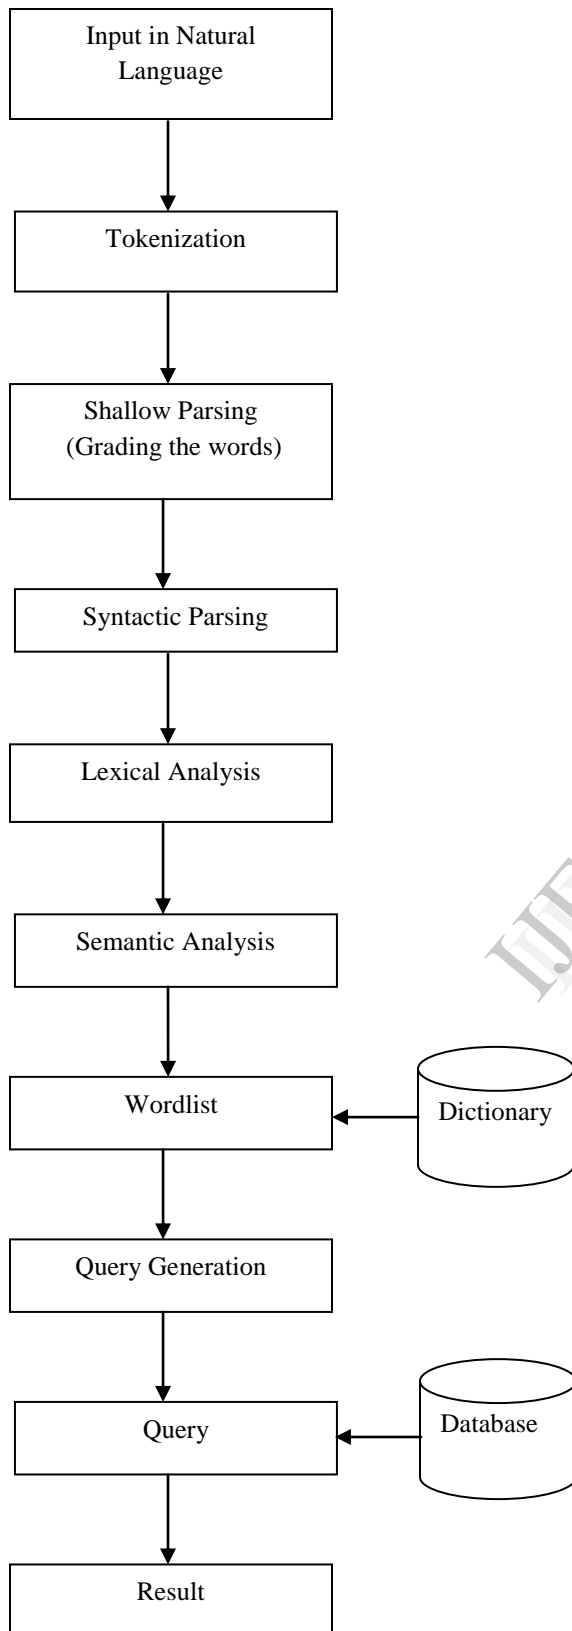 Input in Natural
Language
Tokenization
Shallow Parsing
(Grading the words)
Syntactic Parsing
Lexical Analysis
Semantic Analysis
Wordlist
Dictionary
Query Generation
Query
Database
Result